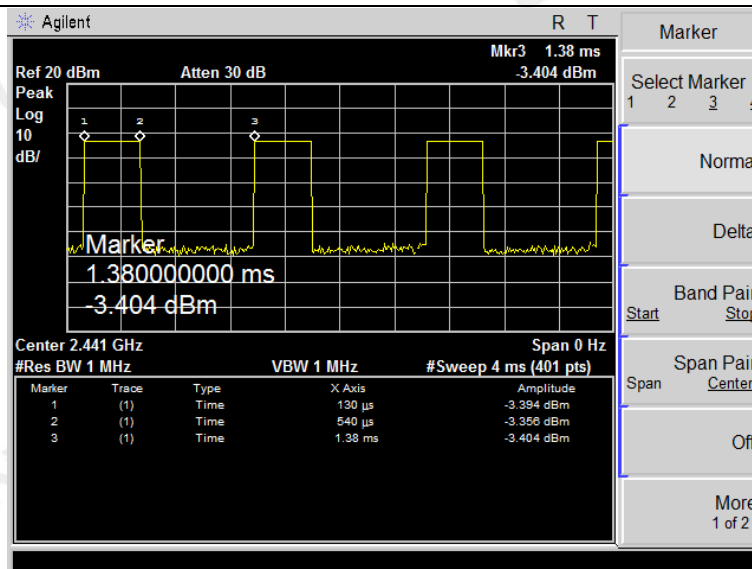 Agilent R T Marker
Mkr3 1.38 ms
Ref 20 dBm Atten 30 dB -3.404 dBm
Peak
Log
10
dB/
1 2 3
Marker
1.380000000 ms
-3.404 dBm
Center 2.441 GHz Span 0 Hz
#Res BW 1 MHz VBW 1 MHz #Sweep 4 ms (401 pts)
Marker Trace Type X Axis Amplitude
1 (1) Time 130 µs -3.394 dBm
2 (1) Time 540 µs -3.356 dBm
3 (1) Time 1.38 ms -3.404 dBm
Select Marker
1 2 3
Norma
Delta
Band Pai
Start Stop
Span Pai
Span Center
Off
More
1 of 2